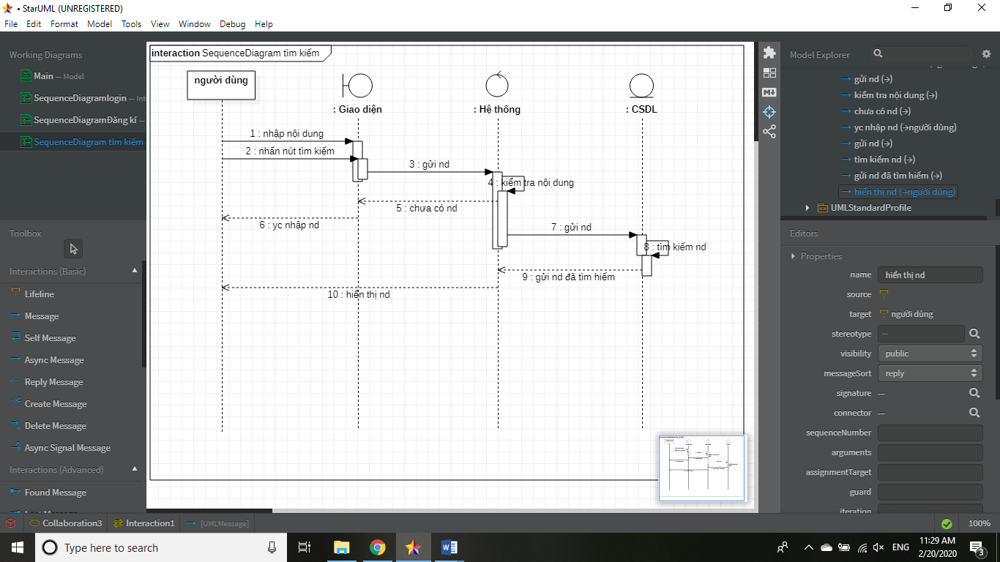 • StarUML (UNREGISTERED)
File Edit Format Model Tools View Window Debug Help
Working Diagrams
Main — Model
SequenceDiagramlogin — Int
SequenceDiagramĐăng kí —
SequenceDiagram tìm kiếm
Toolbox
Interactions (Basic)
Lifeline
Message
Self Message
Async Message
Reply Message
Create Message
Delete Message
Async Signal Message
Interactions (Advanced)
Found Message
interaction SequenceDiagram tìm kiếm
người dùng
: Giao diện
: Hệ thống
: CSDL
1 : nhập nội dung
2 : nhấn nút tìm kiếm
3 : gửi nd
4 : kiểm tra nội dung
5 : chưa có nd
6 : yc nhập nd
7 : gửi nd
8 : tìm kiếm nd
9 : gửi nd đã tìm hiếm
10 : hiển thị nd
Model Explorer
gửi nd (→)
kiểm tra nội dung (→)
chưa có nd (→)
yc nhập nd (→người dùng)
gửi nd (→)
tìm kiếm nd (→)
gửi nd đã tìm hiếm (→)
hiển thị nd (→người dùng)
UMLStandardProfile
Editors
Properties
name hiển thị nd
source
target người dùng
stereotype —
visibility public
messageSort reply
signature —
connector —
sequenceNumber
arguments
assignmentTarget
guard
iteration
Collaboration3 Interaction1 [UMLMessage] 100%
Type here to search
ENG
11:29 AM
2/20/2020
3